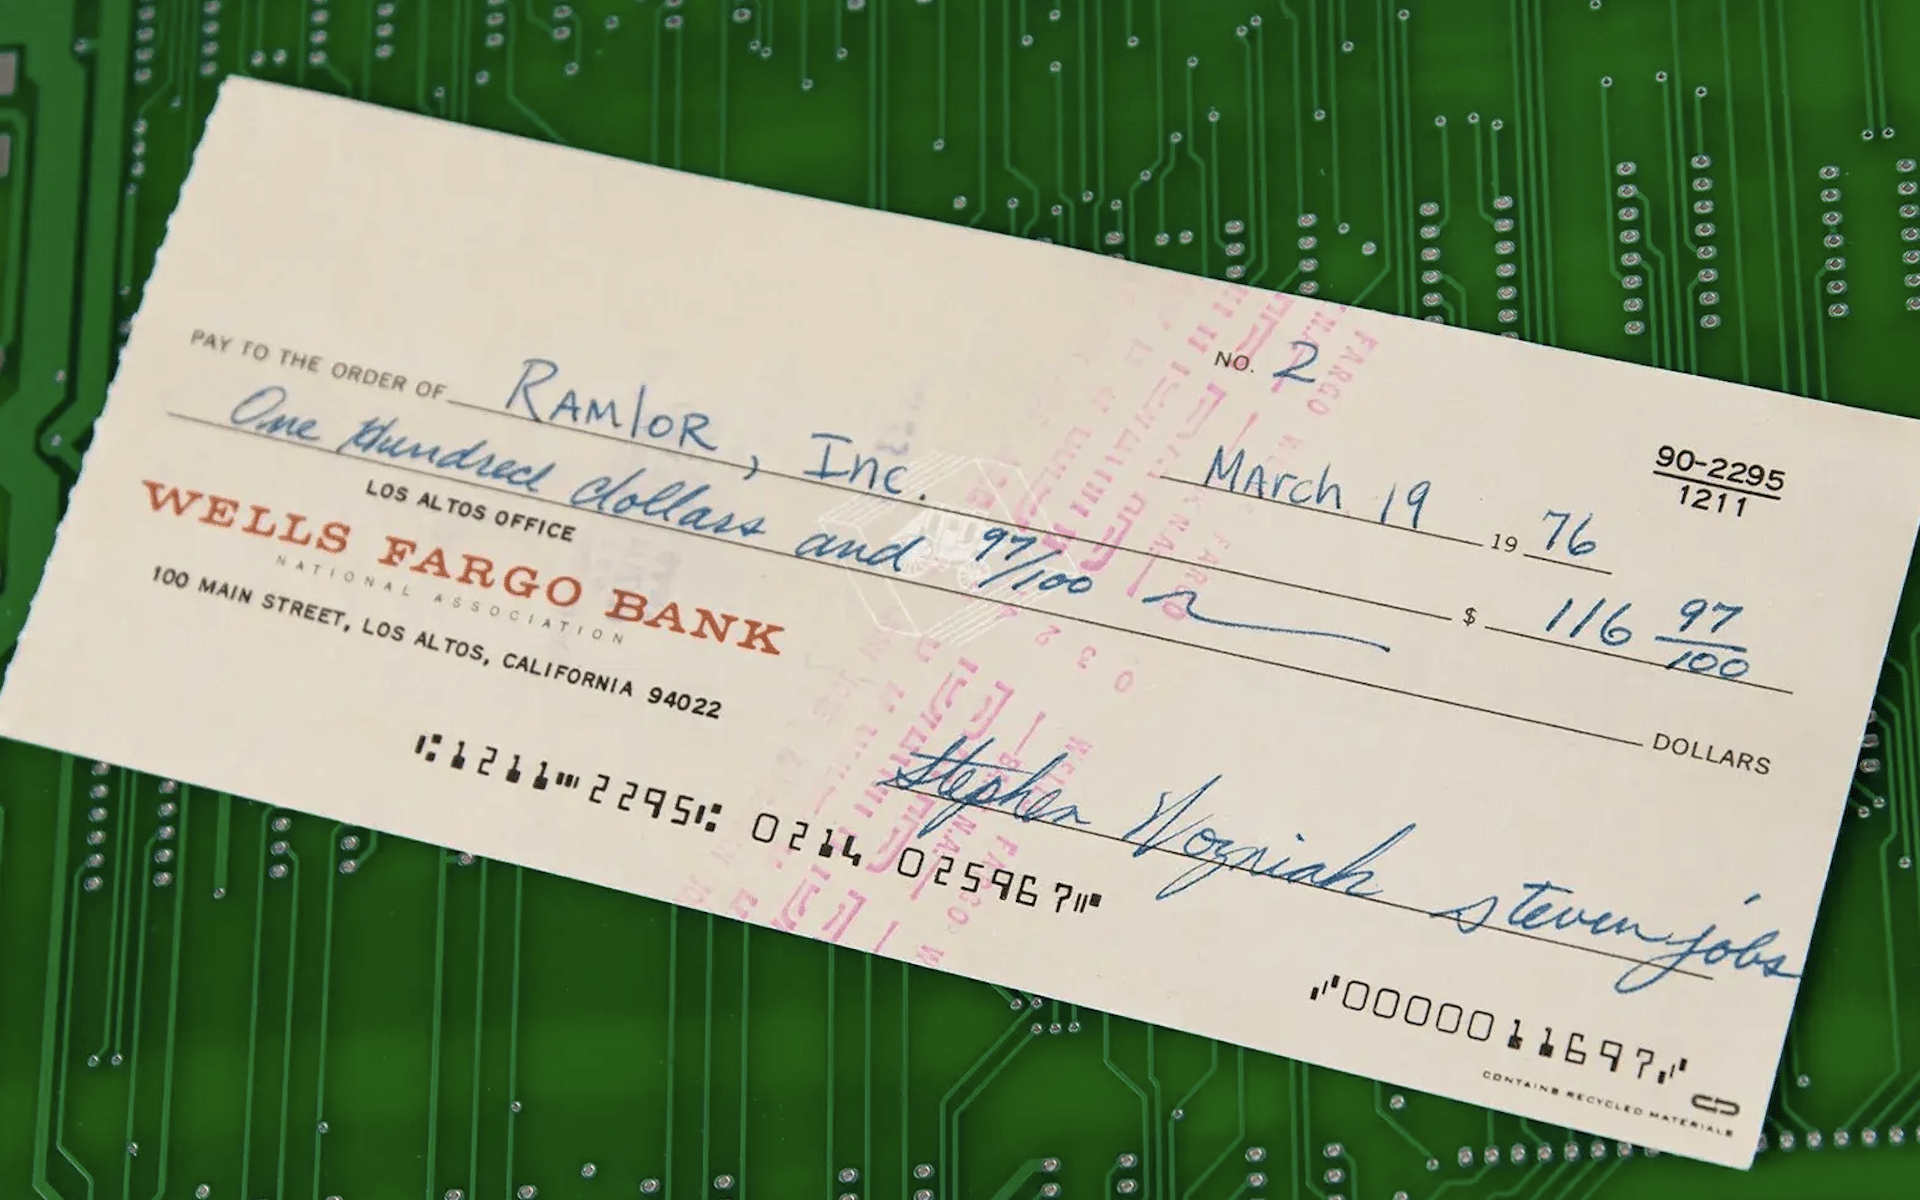 NO. 2
90-2295
1211
March 19 19 76
PAY TO THE ORDER OF Ramlor, Inc. $ 116 97/100
One Hundred dollars and 97/100 DOLLARS
LOS ALTOS OFFICE
WELLS FARGO BANK
NATIONAL ASSOCIATION
100 MAIN STREET, LOS ALTOS, CALIFORNIA 94022
Stephen Wozniak steven jobs
⑆1211⑉2295⑆ 0214 025967⑈
⑇0000011697⑇
CONTAINS RECYCLED MATERIALS